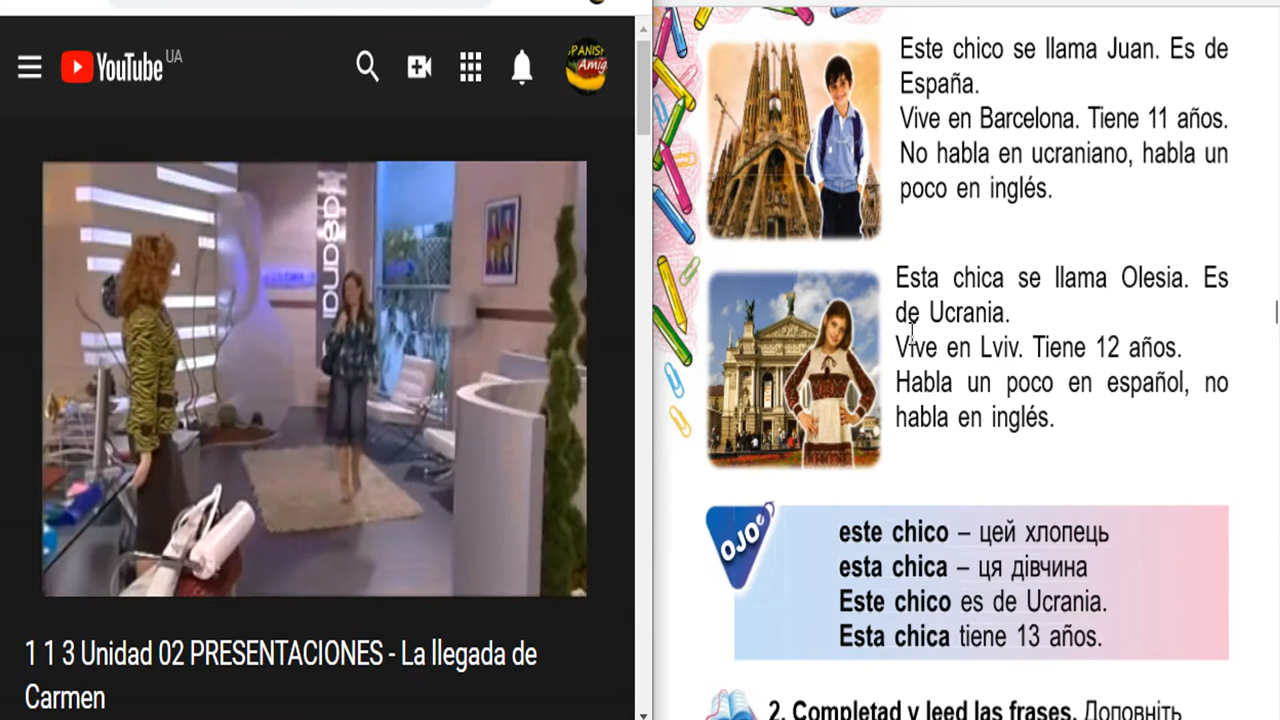 YouTube UA
SPANISH
Amig
1 1 3 Unidad 02 PRESENTACIONES - La llegada de
Carmen
Este chico se llama Juan. Es de
España.
Vive en Barcelona. Tiene 11 años.
No habla en ucraniano, habla un
poco en inglés.
Esta chica se llama Olesia. Es
de Ucrania.
Vive en Lviv. Tiene 12 años.
Habla un poco en español, no
habla en inglés.
OJO
este chico – цей хлопець
esta chica – ця дівчина
Este chico es de Ucrania.
Esta chica tiene 13 años.
2. Completad y leed las frases. Доповніть